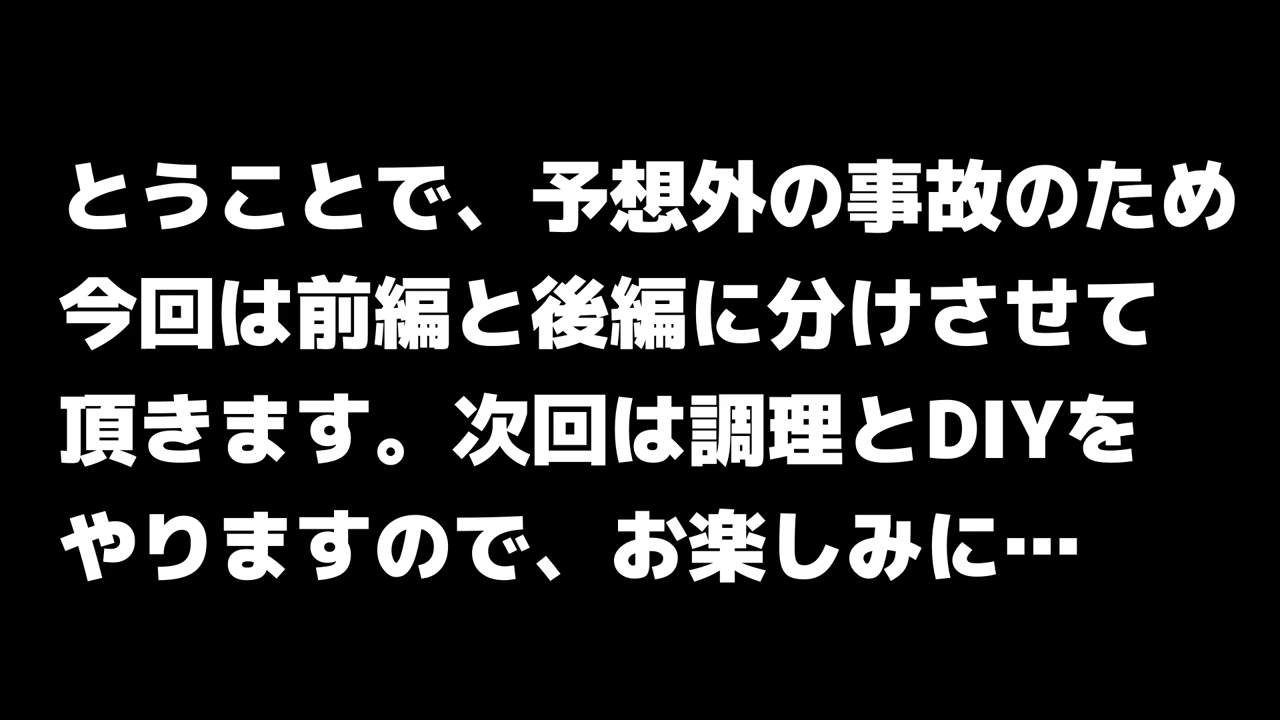 とうことで、予想外の事故のため
今回は前編と後編に分けさせて
頂きます。次回は調理とDIYを
やりますので、お楽しみに…